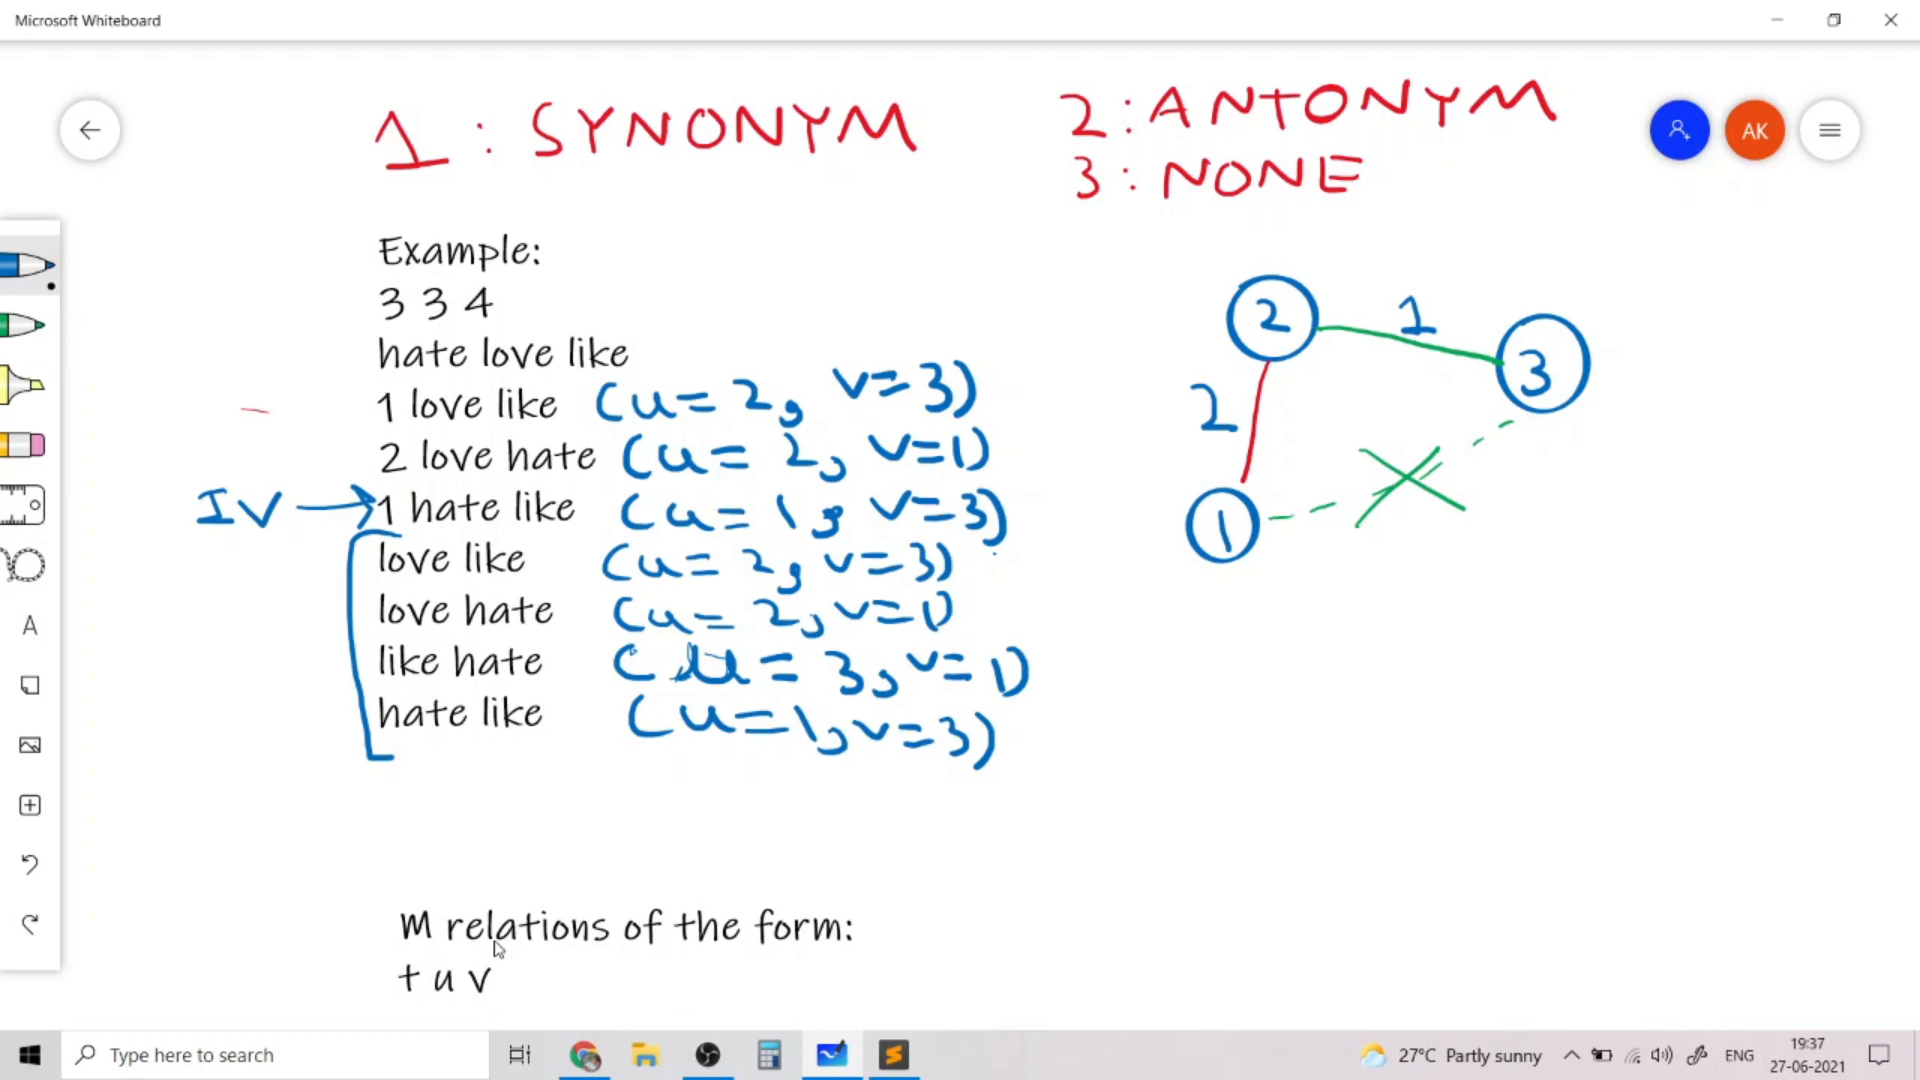 Microsoft Whiteboard
1 : SYNONYM
2 : ANTONYM
3 : NONE
AK
Example:
3 3 4
hate love like
1 love like (u=2, v=3)
2 love hate (u=2, v=1)
IV → 1 hate like (u=1, v=3)
love like (u=2, v=3)
love hate (u=2, v=1)
like hate (u=3, v=1)
hate like (u=1, v=3)
2
1
3
2
1
A
M relations of the form:
t u v
Type here to search
27°C Partly sunny
ENG
19:37
27-06-2021